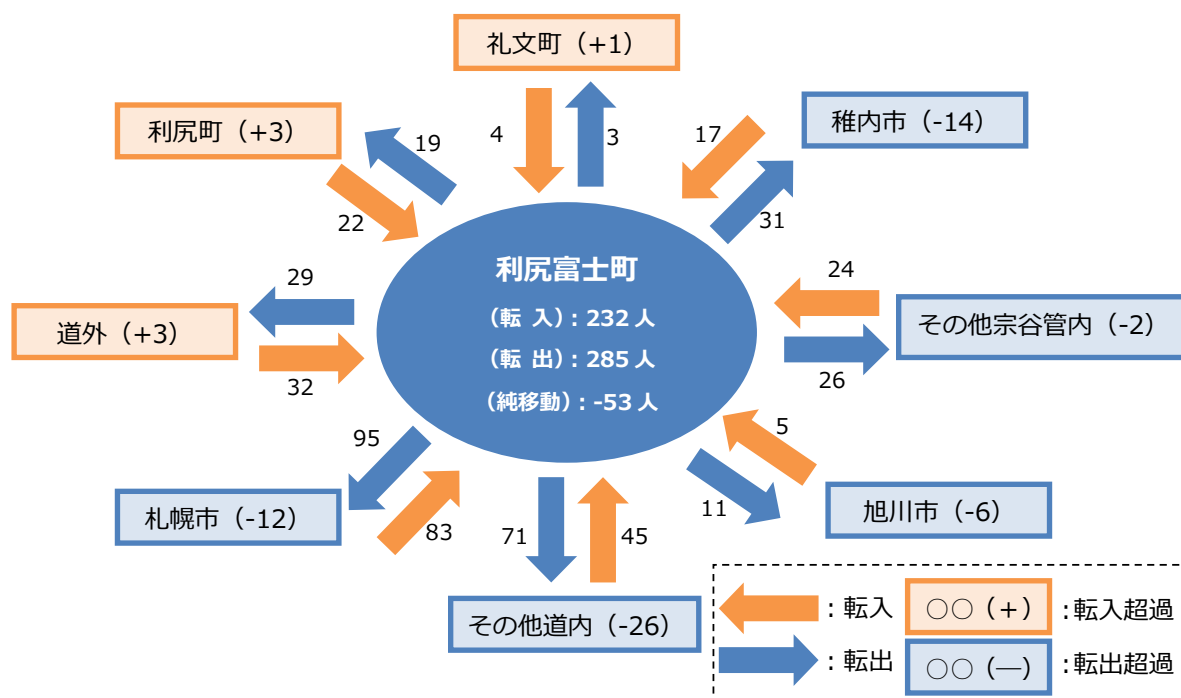 礼文町（+1）
4
3
利尻町（+3）
19
22
稚内市（-14）
17
31
利尻富士町
（転 入）：232 人
（転 出）：285 人
（純移動）：-53 人
道外（+3）
29
32
24
その他宗谷管内（-2）
26
95
札幌市（-12）
83
71
45
その他道内（-26）
5
11
旭川市（-6）
：転入
○○（+）
：転入超過
：転出
○○（―）
：転出超過